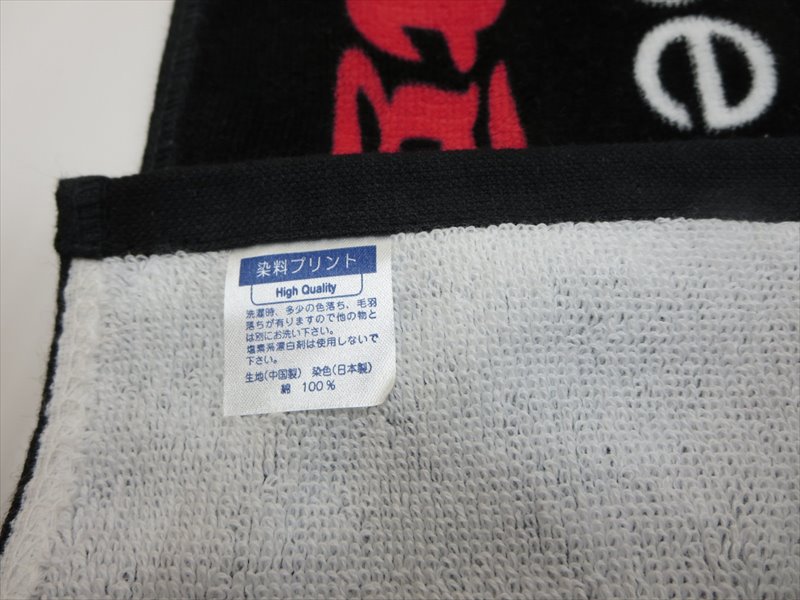 e
染料プリント
High Quality
洗濯時、多少の色落ち、毛羽
落ちが有りますので他の物と
は別にお洗い下さい。
塩素系漂白剤は使用しないで
下さい。
生地(中国製) 染色(日本製)
綿 100%